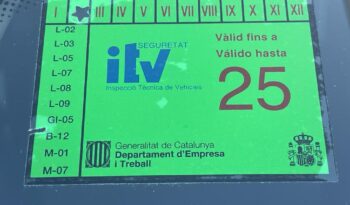 I III IV V VI VII VIII IX X XI XII
L-02
L-03
L-05
L-07
L-08
L-09
GI-05
B-12
M-01
M-07
SEGURETAT
itv
Inspecció Tècnica de Vehicles
Vàlid fins a
Válido hasta
25
Generalitat de Catalunya
Departament d'Empresa
i Treball